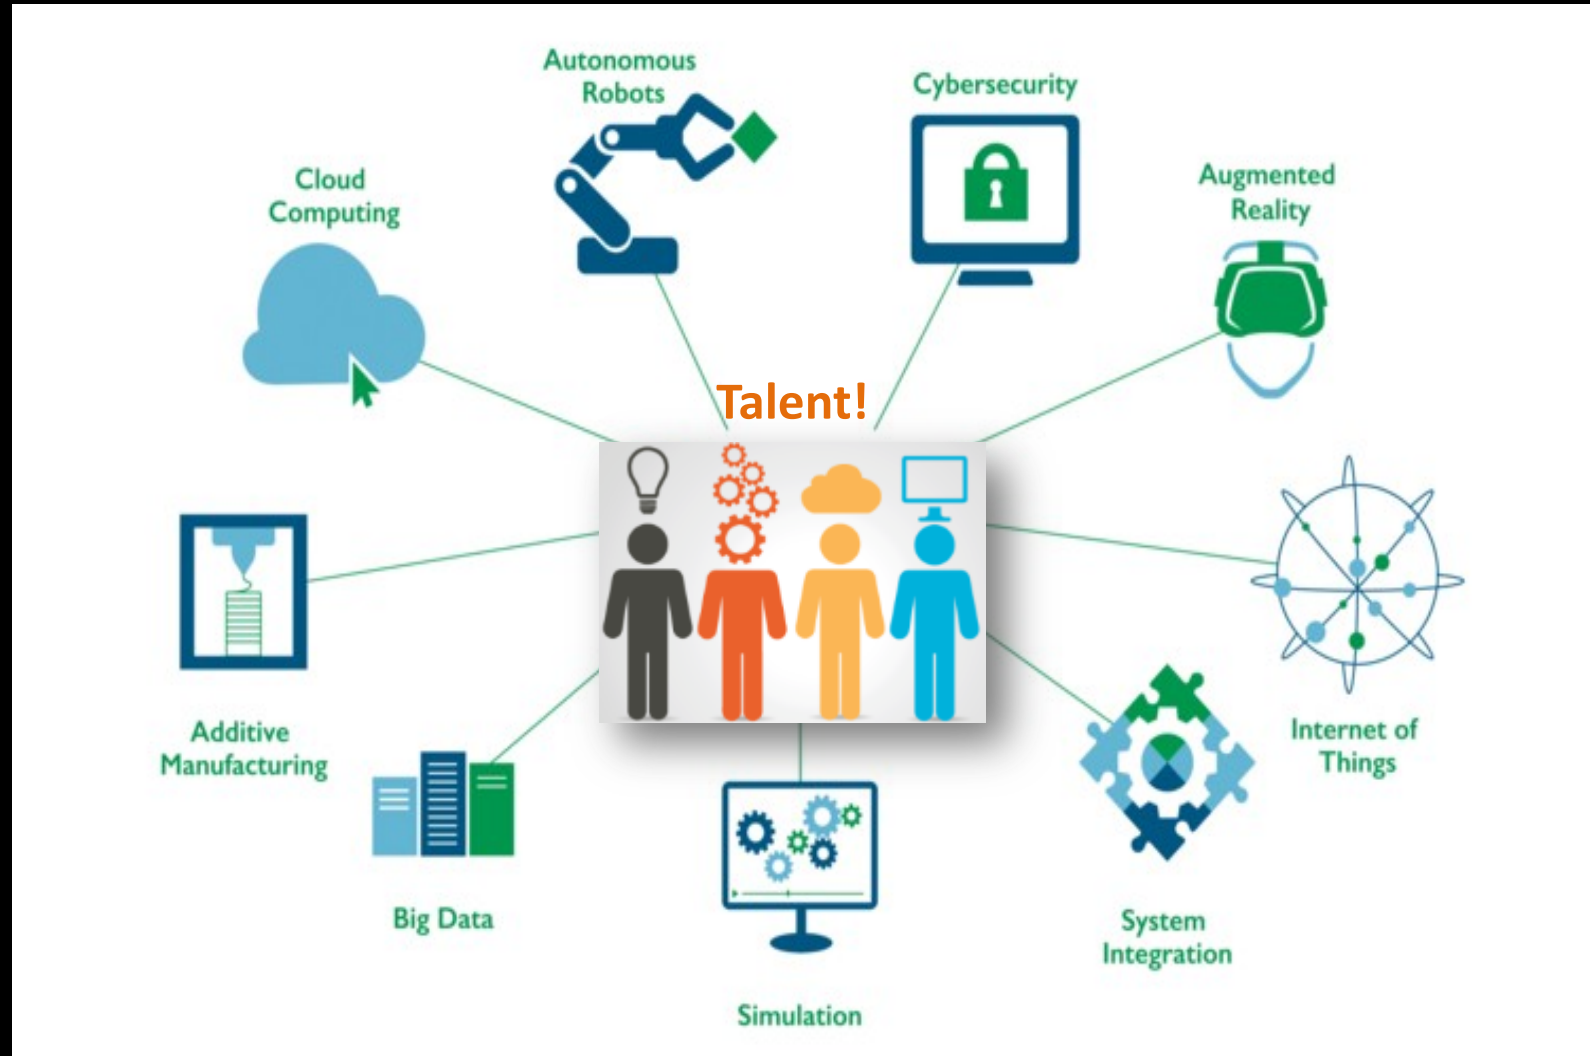 Autonomous
Robots
Cybersecurity
Cloud
Computing
Augmented
Reality
Talent!
Additive
Manufacturing
Internet of
Things
Big Data
System
Integration
Simulation